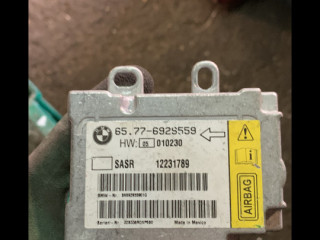 65.77-6929559
HW: 05 010230
SASR 12231789
AIRBAG
Made in Mexico